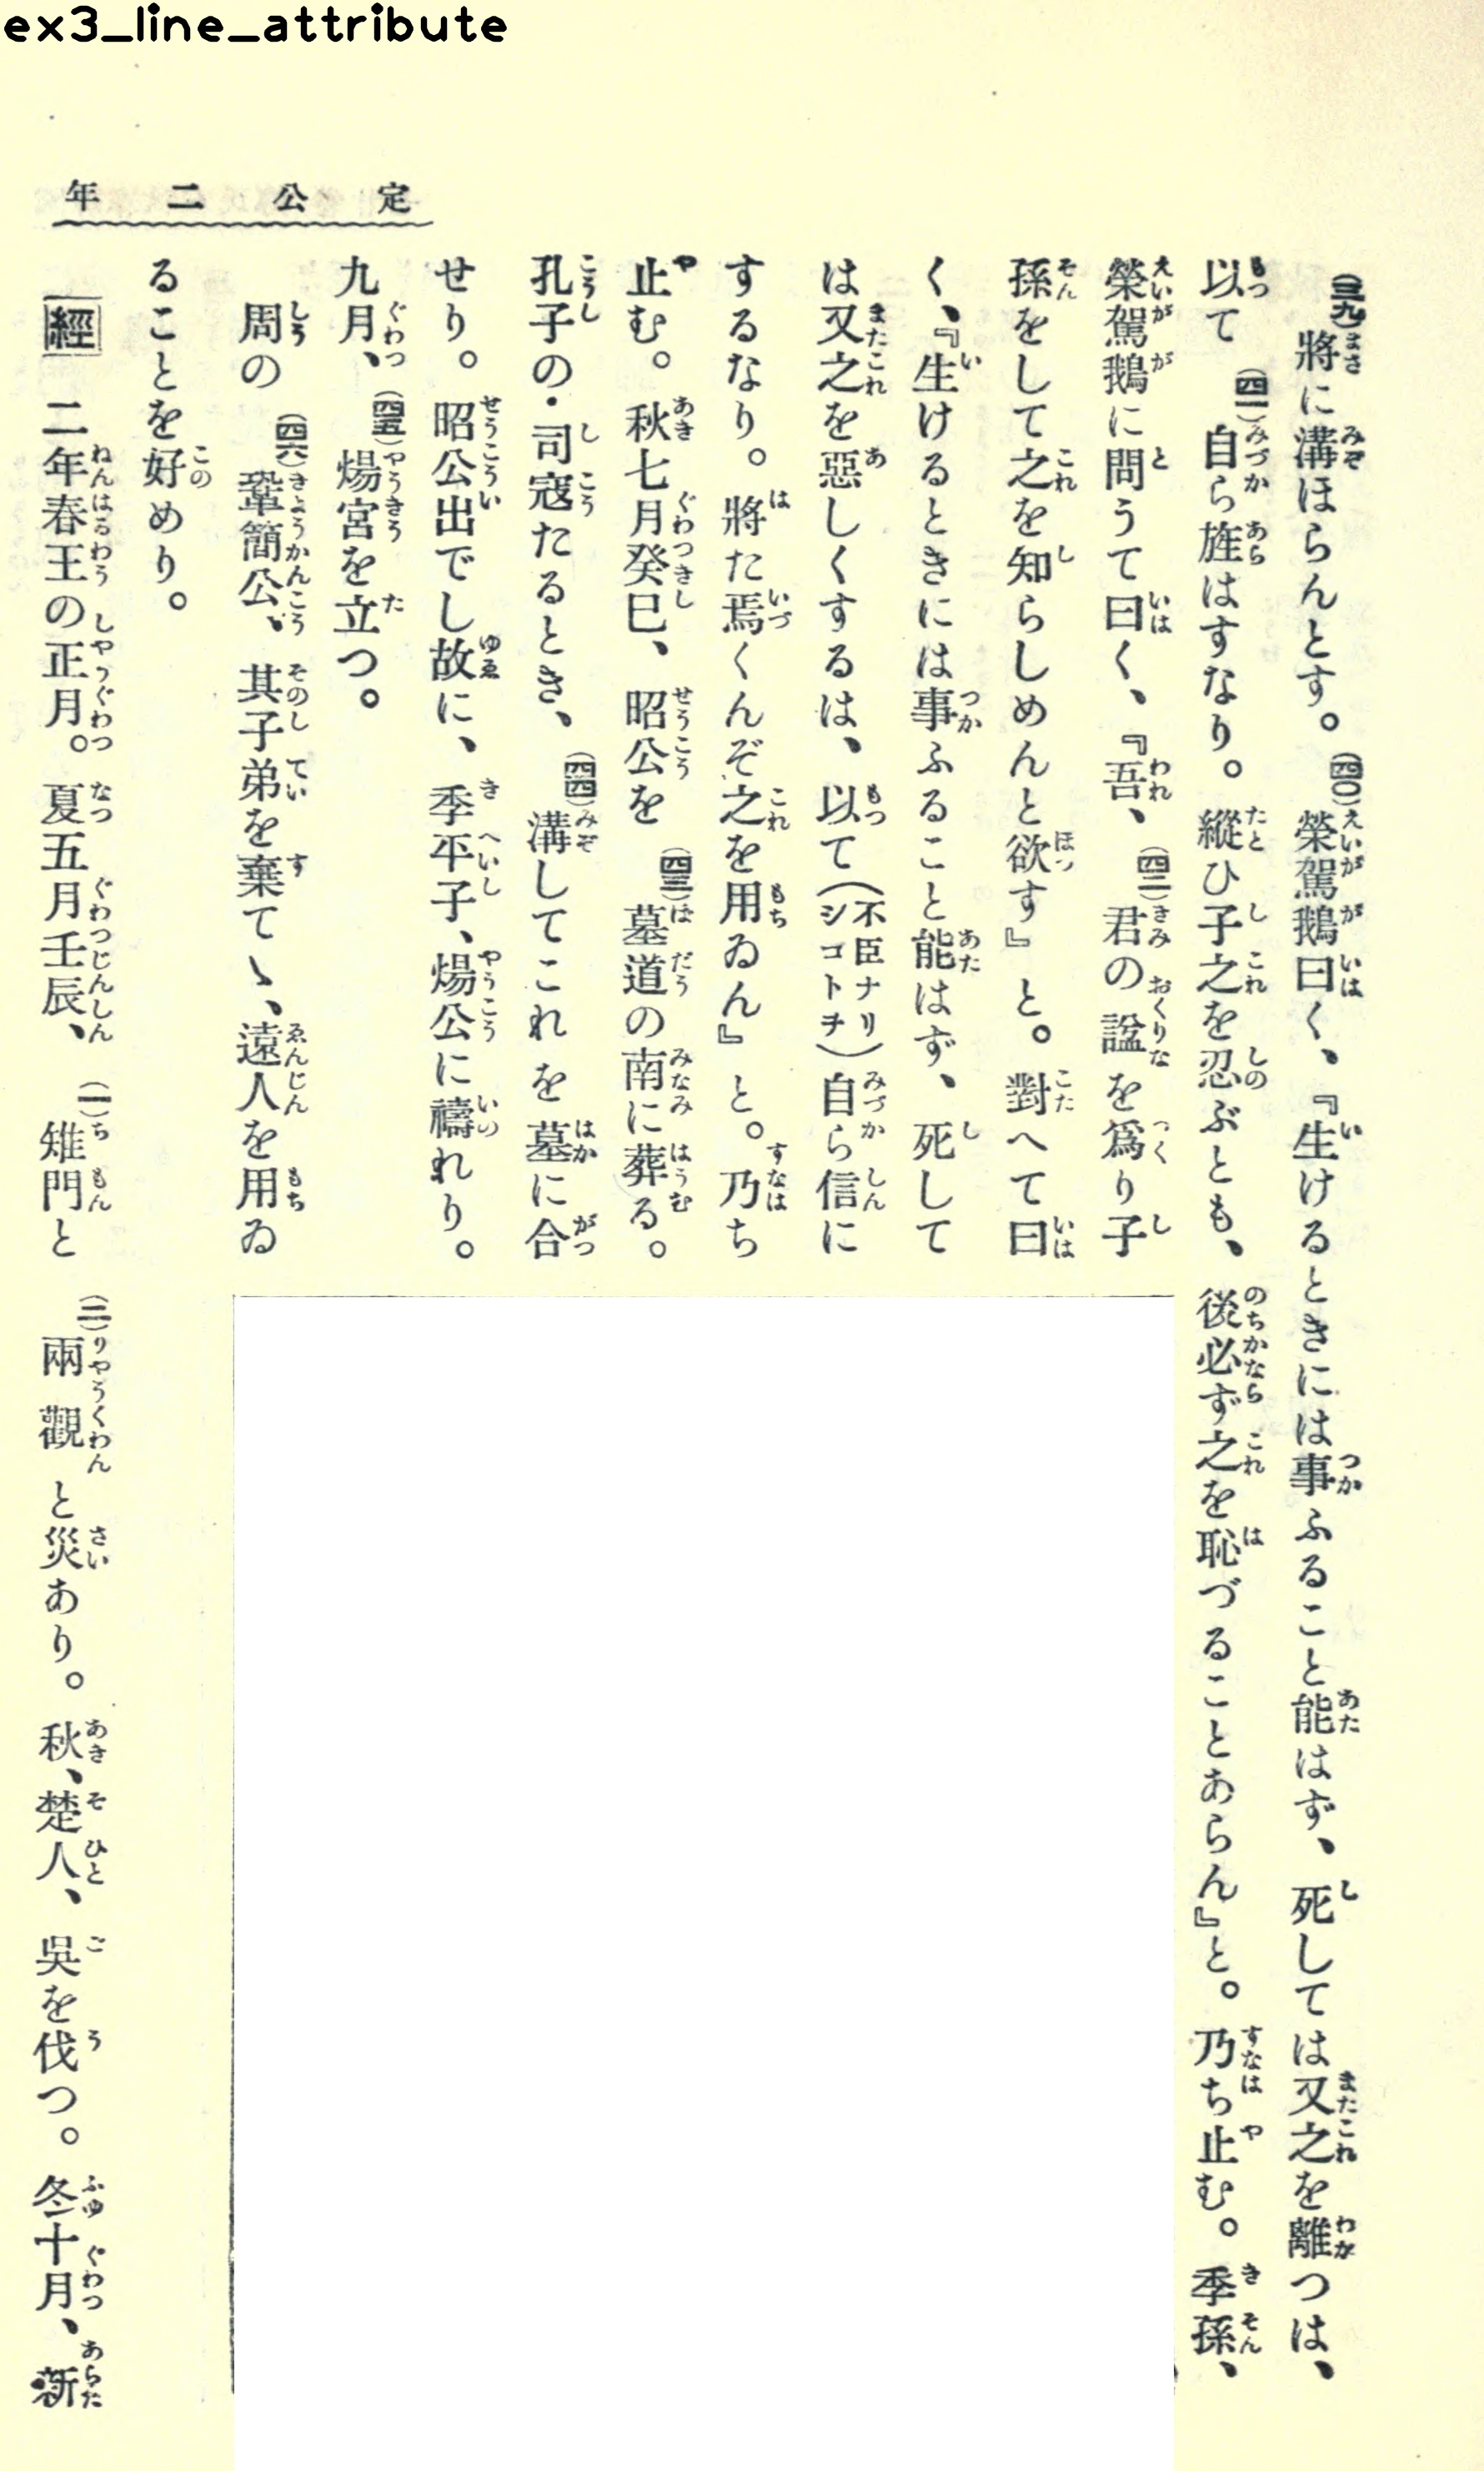 ex3_line_attribute
定公二年
(三九)將に溝ほらんとす。(四〇)榮駕鵝曰く、『生けるときには事ふること能はず、死しては又之を離つは、
以て(四一)自ら旌はすなり。縱ひ子之を忍ぶとも、後必ず之を恥づることあらん』と。乃ち止む。季孫、
榮駕鵝に問うて曰く、『吾、(四二)君の諡を爲り子
孫をして之を知らしめんと欲す』と。對へて曰
く、『生けるときには事ふること能はず、死して
は又之を惡しくするは、以て(不臣ナリシコトヲ)自ら信に
するなり。將た焉くんぞ之を用ゐん』と。乃ち
止む。秋七月癸巳、昭公を(四三)墓道の南に葬る。
孔子の・司寇たるとき、(四四)溝してこれを墓に合
せり。昭公出でし故に、季平子、煬公に禱れり。
九月、(四五)煬宮を立つ。
周の(四六)鞏簡公、其子弟を棄てゝ、遠人を用ゐ
ることを好めり。
經 二年春王の正月。夏五月壬辰、(一)雉門と(二)兩觀と災あり。秋、楚人、吳を伐つ。冬十月、新